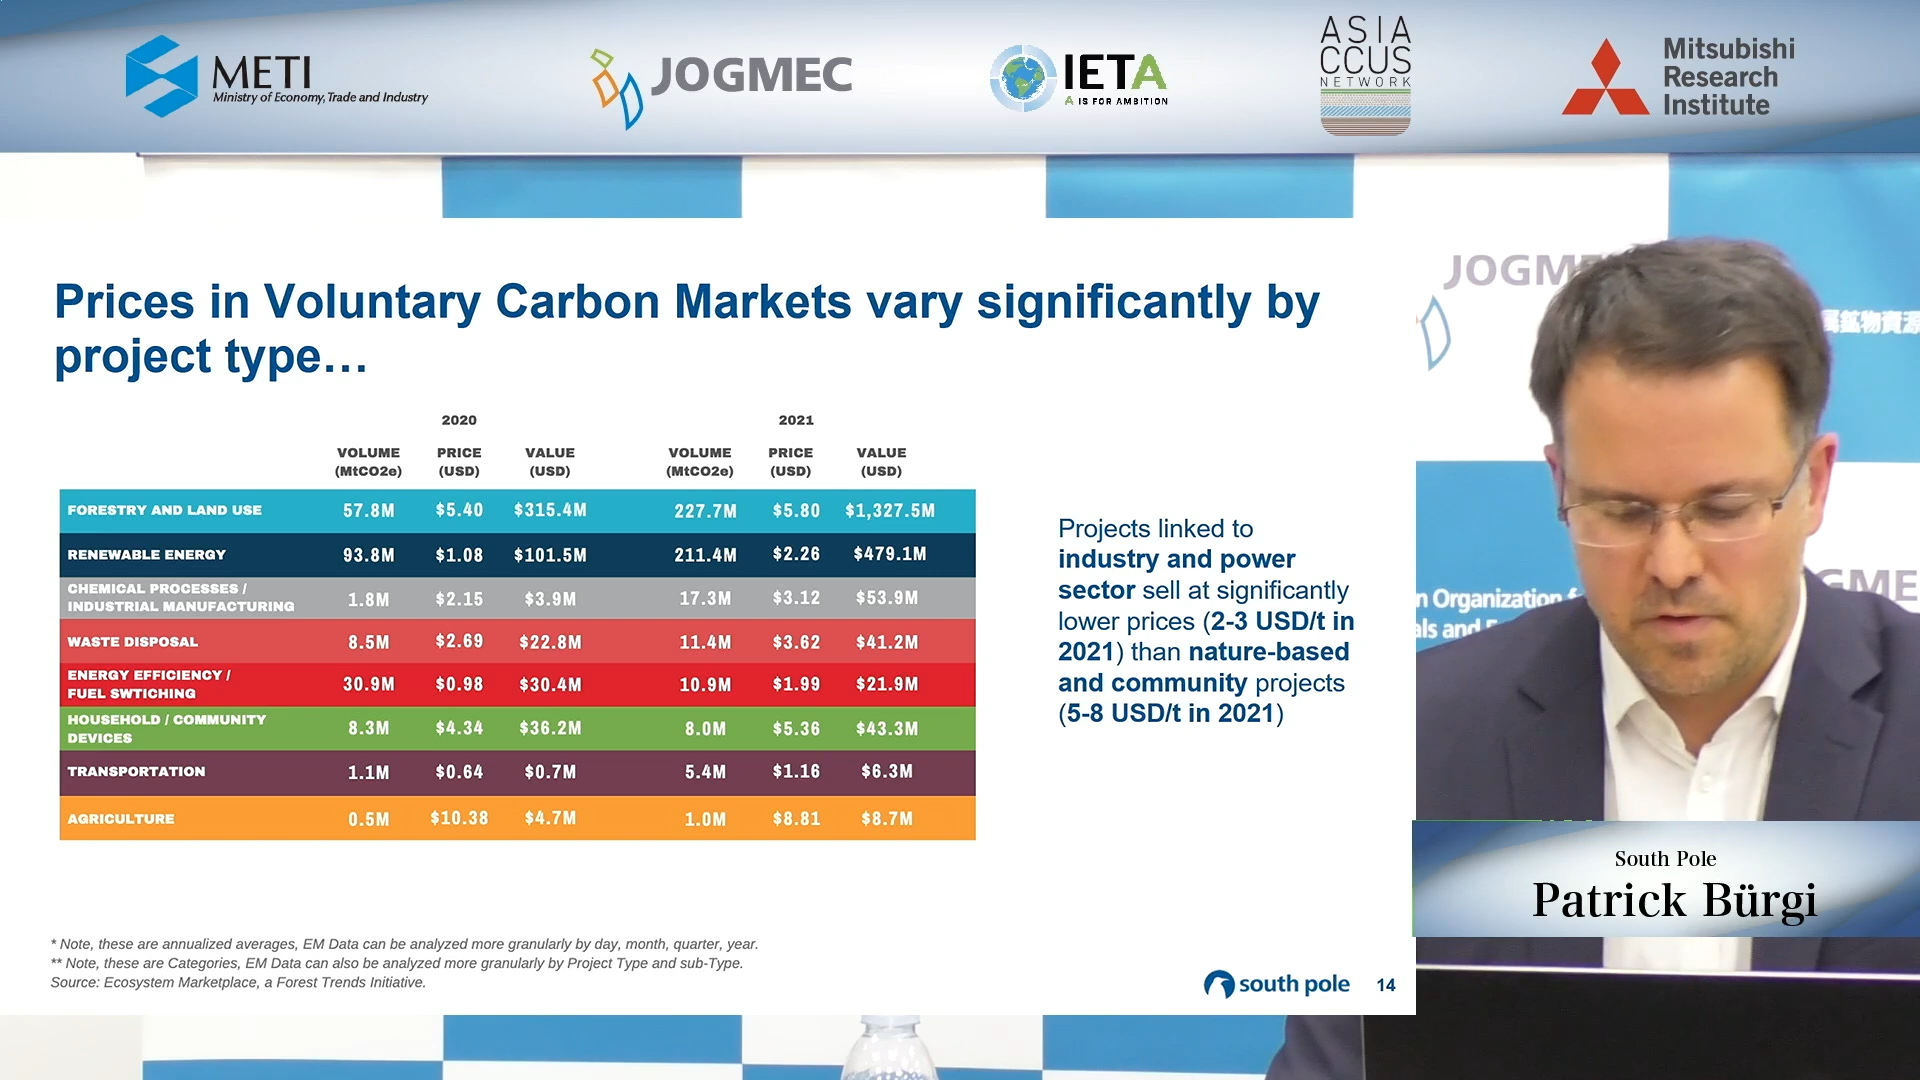 METI
Ministry of Economy, Trade and Industry
JOGMEC
IETA
A IS FOR AMBITION
ASIA
CCUS
NETWORK
Mitsubishi
Research
Institute
Prices in Voluntary Carbon Markets vary significantly by
project type…
2020 2021
VOLUME PRICE VALUE VOLUME PRICE VALUE
(MtCO2e) (USD) (USD) (MtCO2e) (USD) (USD)
FORESTRY AND LAND USE 57.8M $5.40 $315.4M 227.7M $5.80 $1,327.5M
RENEWABLE ENERGY 93.8M $1.08 $101.5M 211.4M $2.26 $479.1M
CHEMICAL PROCESSES /
INDUSTRIAL MANUFACTURING 1.8M $2.15 $3.9M 17.3M $3.12 $53.9M
WASTE DISPOSAL 8.5M $2.69 $22.8M 11.4M $3.62 $41.2M
ENERGY EFFICIENCY /
FUEL SWTICHING 30.9M $0.98 $30.4M 10.9M $1.99 $21.9M
HOUSEHOLD / COMMUNITY
DEVICES 8.3M $4.34 $36.2M 8.0M $5.36 $43.3M
TRANSPORTATION 1.1M $0.64 $0.7M 5.4M $1.16 $6.3M
AGRICULTURE 0.5M $10.38 $4.7M 1.0M $8.81 $8.7M
Projects linked to
industry and power
sector sell at significantly
lower prices (2-3 USD/t in
2021) than nature-based
and community projects
(5-8 USD/t in 2021)
* Note, these are annualized averages, EM Data can be analyzed more granularly by day, month, quarter, year.
** Note, these are Categories, EM Data can also be analyzed more granularly by Project Type and sub-Type.
Source: Ecosystem Marketplace, a Forest Trends Initiative.
south pole 14
JOGM
鉱物資源
n Organization
als and
GME
South Pole
Patrick Bürgi